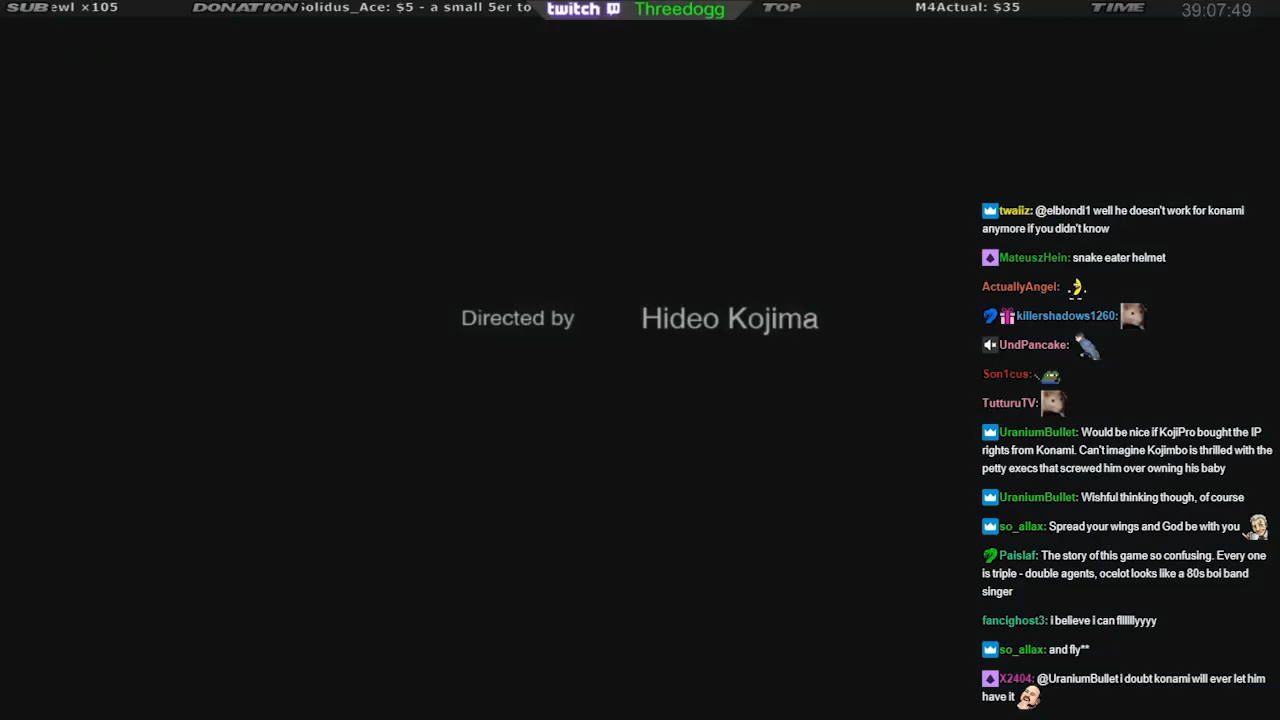 SUB ewl x105 DONATION Solidus_Ace: $5 - a small 5er to twitch Threedogg TOP M4Actual: $35 TIME 39:07:49
Directed by Hideo Kojima
twaiiz: @elblondi1 well he doesn't work for konami
anymore if you didn't know
MateuszHein: snake eater helmet
ActuallyAngel:
killershadows1260:
UndPancake:
Son1cus:
TutturuTV:
UraniumBullet: Would be nice if KojiPro bought the IP
rights from Konami. Can't imagine Kojimbo is thrilled with the
petty execs that screwed him over owning his baby
UraniumBullet: Wishful thinking though, of course
so_allax: Spread your wings and God be with you
Paislaf: The story of this game so confusing. Every one
is triple - double agents, ocelot looks like a 80s boi band
singer
fancighost3: i believe i can flllllllyyyy
so_allax: and fly**
X2404: @UraniumBullet i doubt konami will ever let him
have it